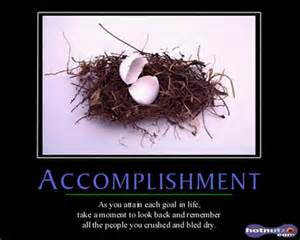 ACCOMPLISHMENT
As you attain each goal in life,
take a moment to look back and remember
all the people you crushed and bled dry.